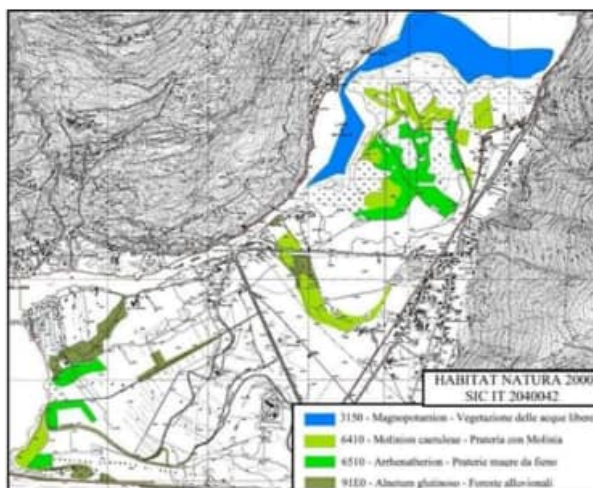 HABITAT NATURA 2000
SIC IT 2040042
3150 - Magnopotamion - Vegetazione delle acque libere
6410 - Molinion caeruleae - Prateria con Molinia
6510 - Arrhenatherion - Praterie magre da fieno
91E0 - Alnetum glutinoso - Foreste alluvionali